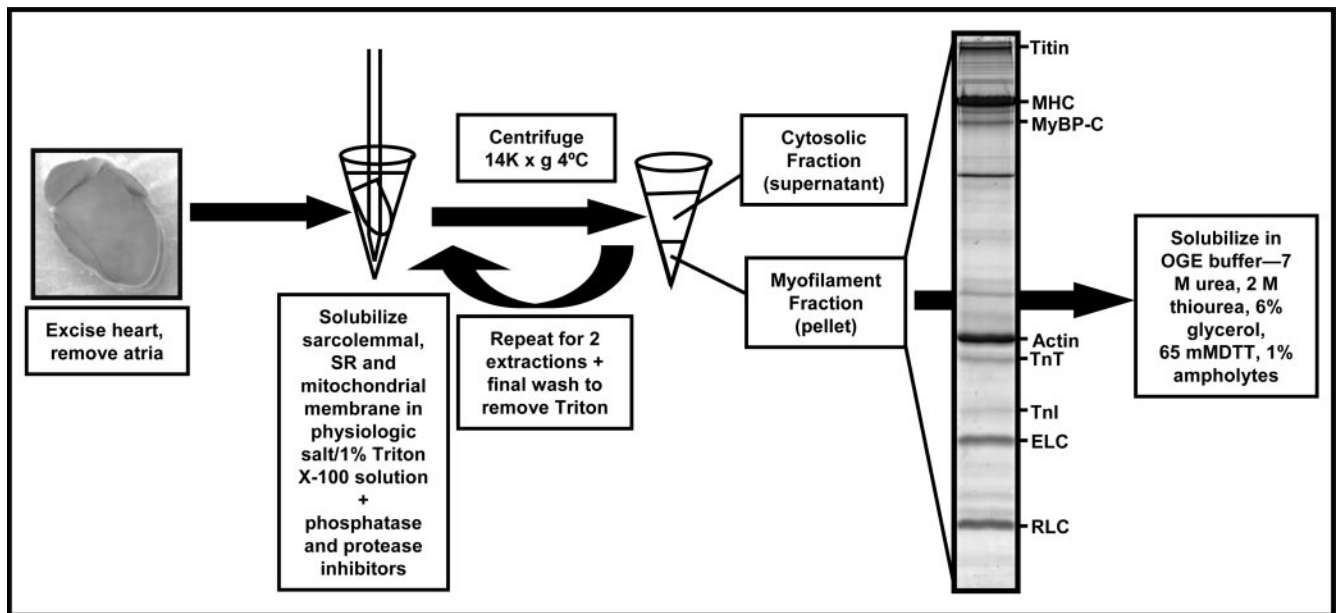 Excise heart,
remove atria
Solubilize
sarcolemmal,
SR and
mitochondrial
membrane in
physiologic
salt/1% Triton
X-100 solution
+
phosphatase
and protease
inhibitors
Centrifuge
14K x g 4ºC
Repeat for 2
extractions +
final wash to
remove Triton
Cytosolic
Fraction
(supernatant)
Myofilament
Fraction
(pellet)
Titin
MHC
MyBP-C
Actin
TnT
TnI
ELC
RLC
Solubilize in
OGE buffer—7
M urea, 2 M
thiourea, 6%
glycerol,
65 mMDTT, 1%
ampholytes